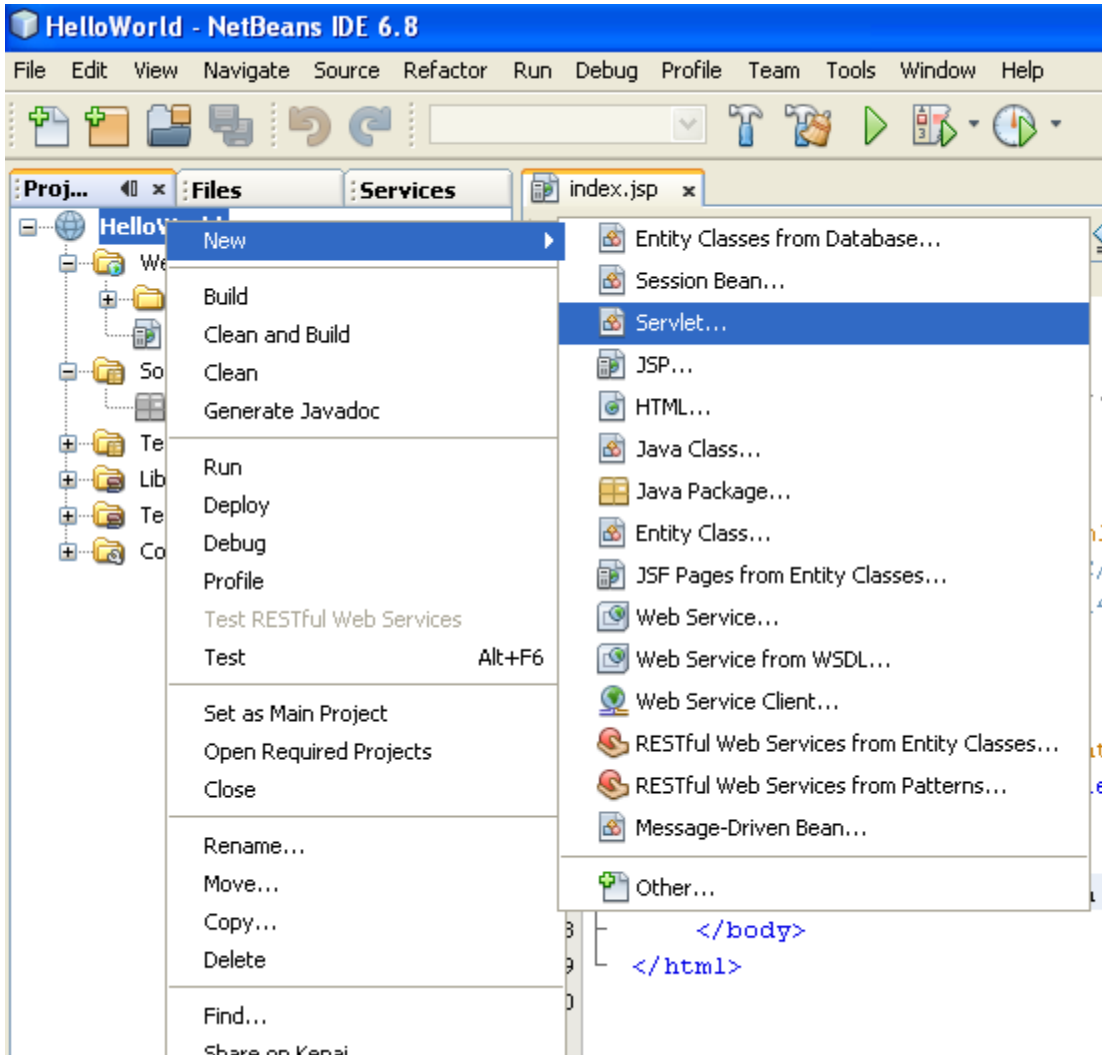 HelloWorld - NetBeans IDE 6.8
File Edit View Navigate Source Refactor Run Debug Profile Team Tools Window Help
Proj... Files Services index.jsp
New
Build
Clean and Build
Clean
Generate Javadoc
Run
Deploy
Debug
Profile
Test RESTful Web Services
Test Alt+F6
Set as Main Project
Open Required Projects
Close
Rename...
Move...
Copy...
Delete
Find...
Share on Kenai
Entity Classes from Database...
Session Bean...
Servlet...
JSP...
HTML...
Java Class...
Java Package...
Entity Class...
JSF Pages from Entity Classes...
Web Service...
Web Service from WSDL...
Web Service Client...
RESTful Web Services from Entity Classes...
RESTful Web Services from Patterns...
Message-Driven Bean...
Other...
</body>
</html>